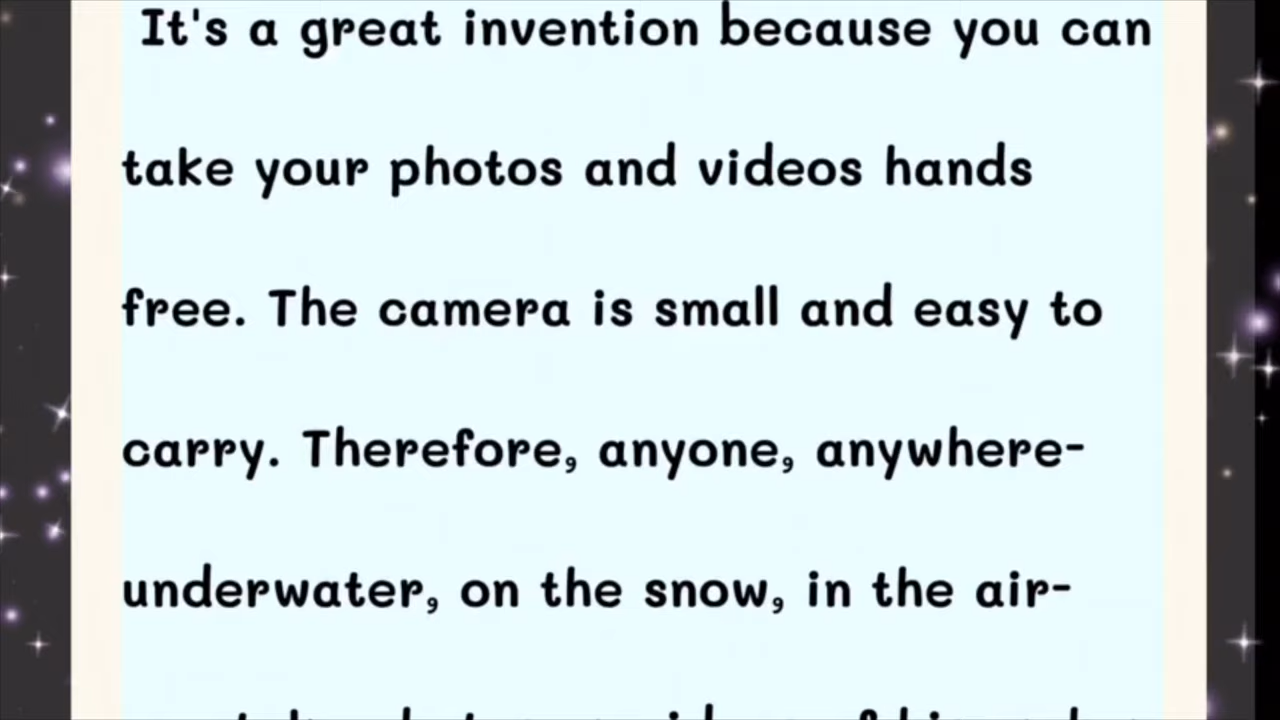 It's a great invention because you can
take your photos and videos hands
free. The camera is small and easy to
carry. Therefore, anyone, anywhere-
underwater, on the snow, in the air-